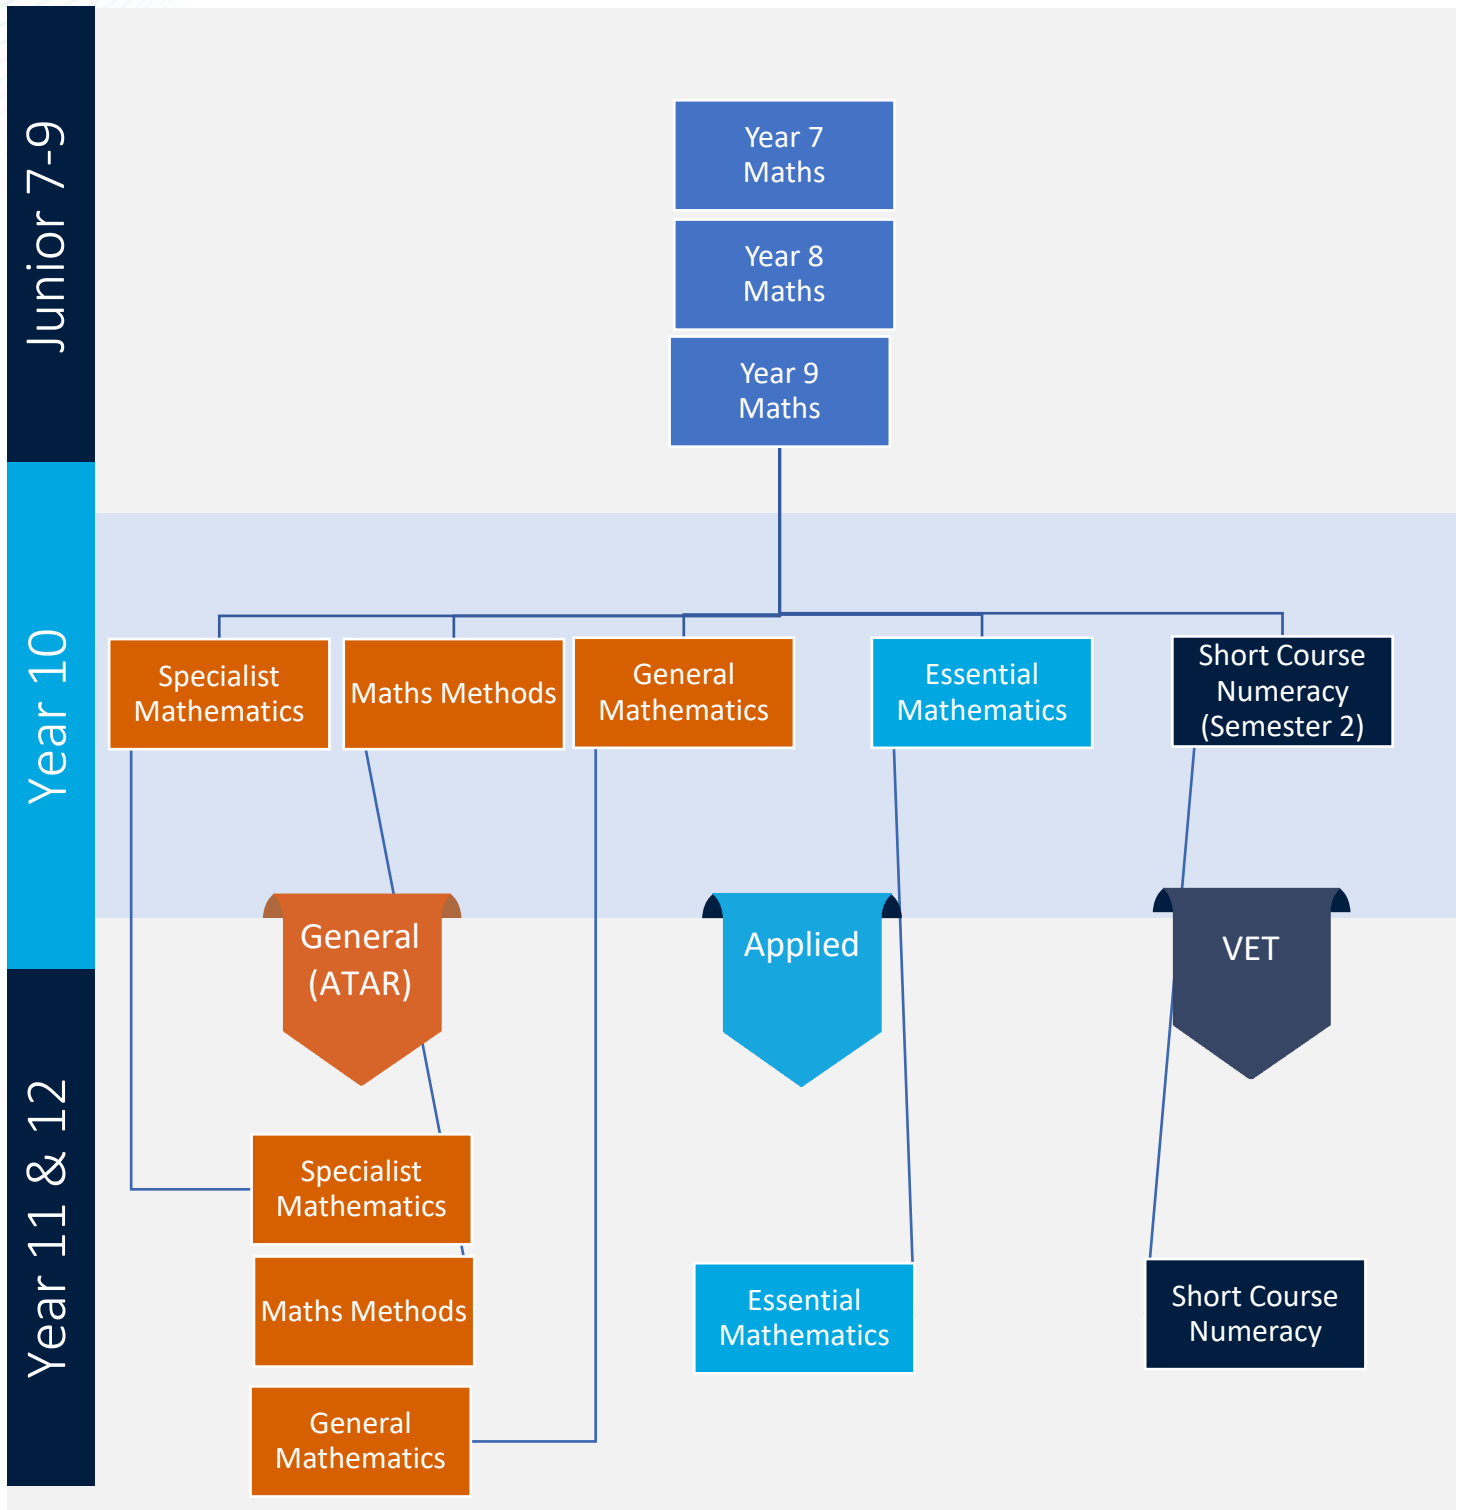 Junior 7-9
Year 7
Maths
Year 8
Maths
Year 9
Maths
Year 10
Specialist
Mathematics
Maths Methods
General
Mathematics
Essential
Mathematics
Short Course
Numeracy
(Semester 2)
General
(ATAR)
Applied
VET
Year 11 & 12
Specialist
Mathematics
Maths Methods
General
Mathematics
Essential
Mathematics
Short Course
Numeracy